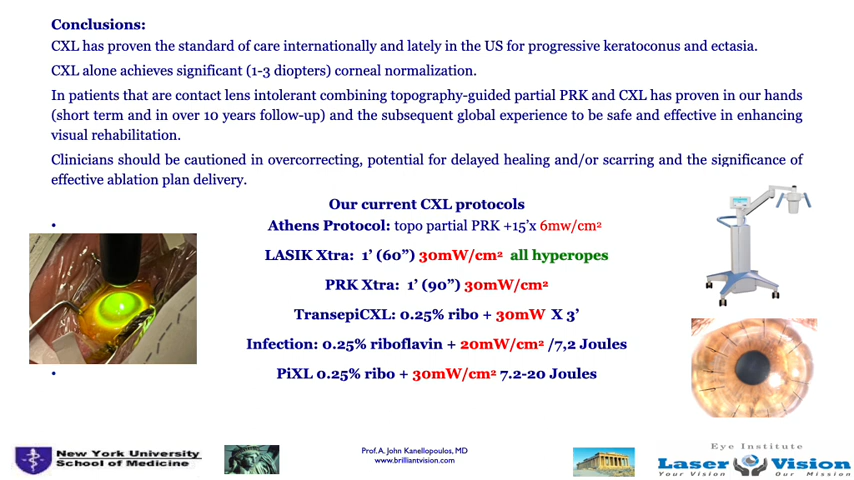 Conclusions:
CXL has proven the standard of care internationally and lately in the US for progressive keratoconus and ectasia.
CXL alone achieves significant (1-3 diopters) corneal normalization.
In patients that are contact lens intolerant combining topography-guided partial PRK and CXL has proven in our hands
(short term and in over 10 years follow-up) and the subsequent global experience to be safe and effective in enhancing
visual rehabilitation.
Clinicians should be cautioned in overcorrecting, potential for delayed healing and/or scarring and the significance of
effective ablation plan delivery.
Our current CXL protocols
• Athens Protocol: topo partial PRK +15’x 6mw/cm²
LASIK Xtra: 1’ (60”) 30mW/cm² all hyperopes
PRK Xtra: 1’ (90”) 30mW/cm²
TransepiCXL: 0.25% ribo + 30mW X 3’
Infection: 0.25% riboflavin + 20mW/cm² /7,2 Joules
• PiXL 0.25% ribo + 30mW/cm² 7.2-20 Joules
New York University
School of Medicine
Prof. A. John Kanellopoulos, MD
www.brilliantvision.com
Eye Institute
Laser Vision
Your Vision Our Mission